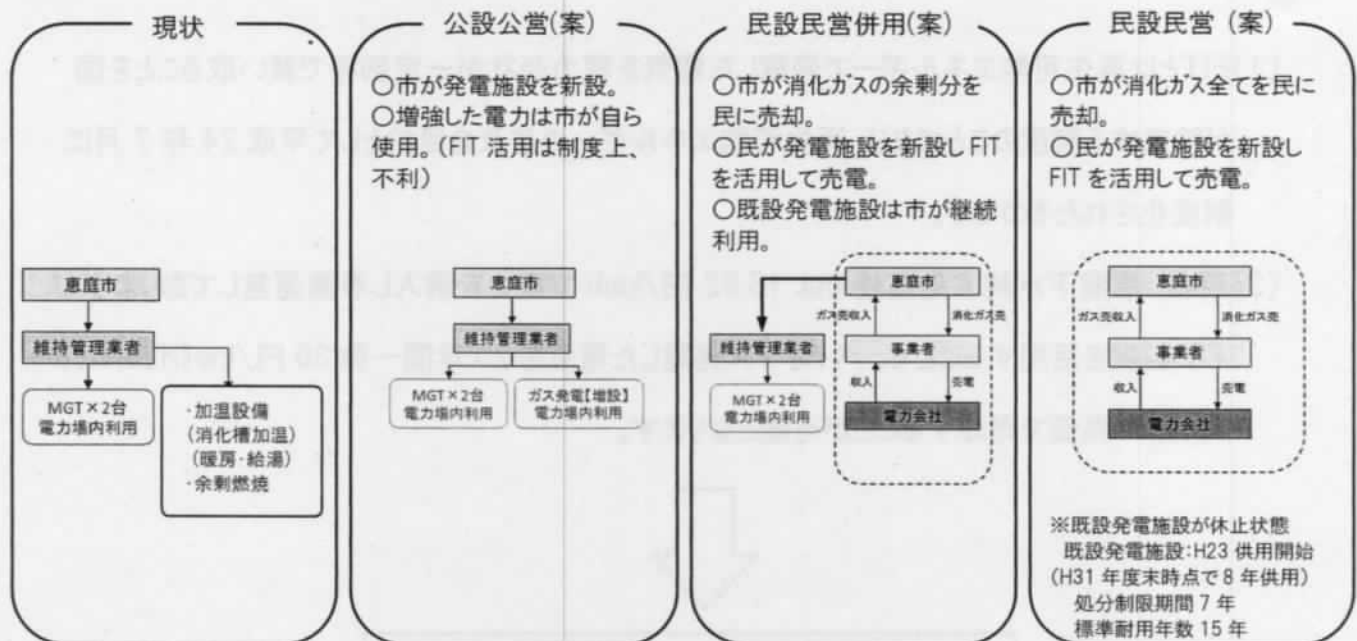 現状
恵庭市
維持管理業者
MGT×2台
電力場内利用
・加温設備
(消化槽加温)
(暖房・給湯)
・余剰燃焼
公設公営(案)
○市が発電施設を新設。
○増強した電力は市が自ら
使用。(FIT 活用は制度上、
不利)
恵庭市
維持管理業者
MGT×2台
電力場内利用
ガス発電【増設】
電力場内利用
民設民営併用(案)
○市が消化ガスの余剰分を
民に売却。
○民が発電施設を新設し FIT
を活用して売電。
○既設発電施設は市が継続
利用。
恵庭市
ガス売収入
消化ガス売
維持管理業者
事業者
MGT×2台
電力場内利用
収入
売電
電力会社
民設民営(案)
○市が消化ガス全てを民に
売却。
○民が発電施設を新設し
FIT を活用して売電。
恵庭市
ガス売収入
消化ガス売
事業者
収入
売電
電力会社
※既設発電施設が休止状態
既設発電施設:H23 供用開始
(H31 年度末時点で 8 年供用)
処分制限期間 7 年
標準耐用年数 15 年